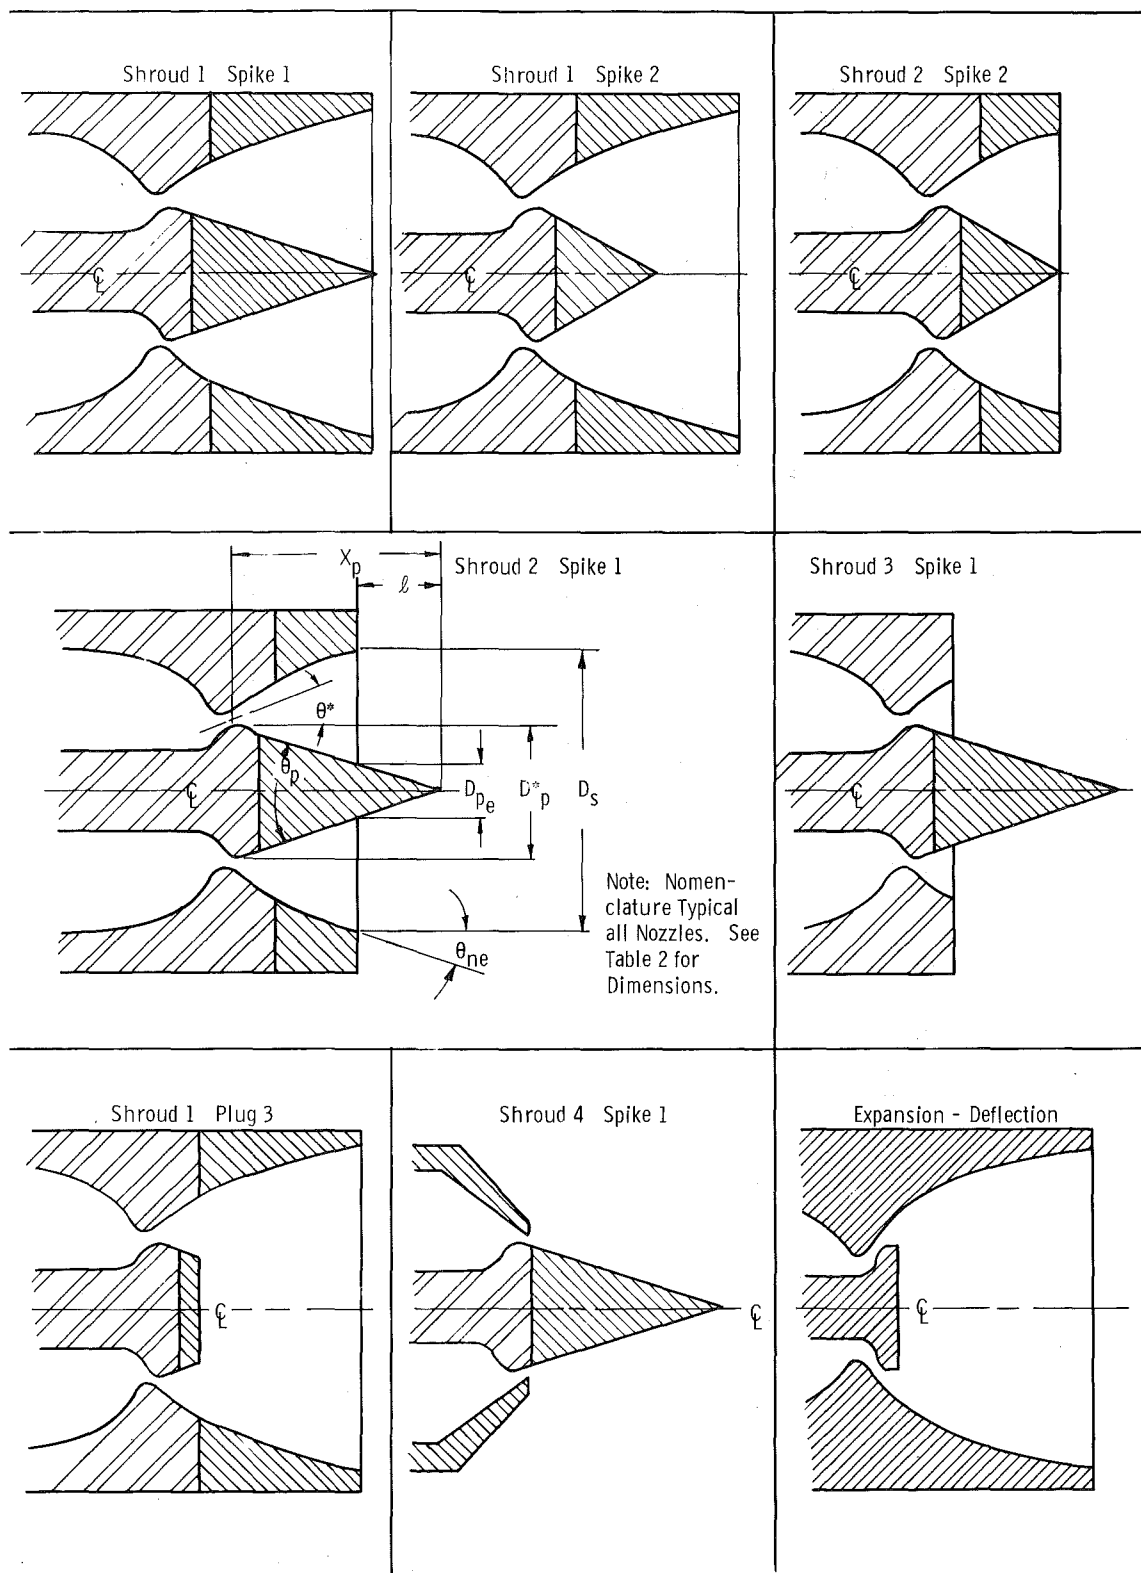 Shroud 1 Spike 1
Shroud 1 Spike 2
Shroud 2 Spike 2
℄
℄
℄
Xp
ℓ
Shroud 2 Spike 1
Shroud 3 Spike 1
θ*
θp
℄
Dpe
D*p
Ds
℄
θne
Note: Nomen-
clature Typical
all Nozzles. See
Table 2 for
Dimensions.
Shroud 1 Plug 3
Shroud 4 Spike 1
Expansion - Deflection
℄
℄
℄